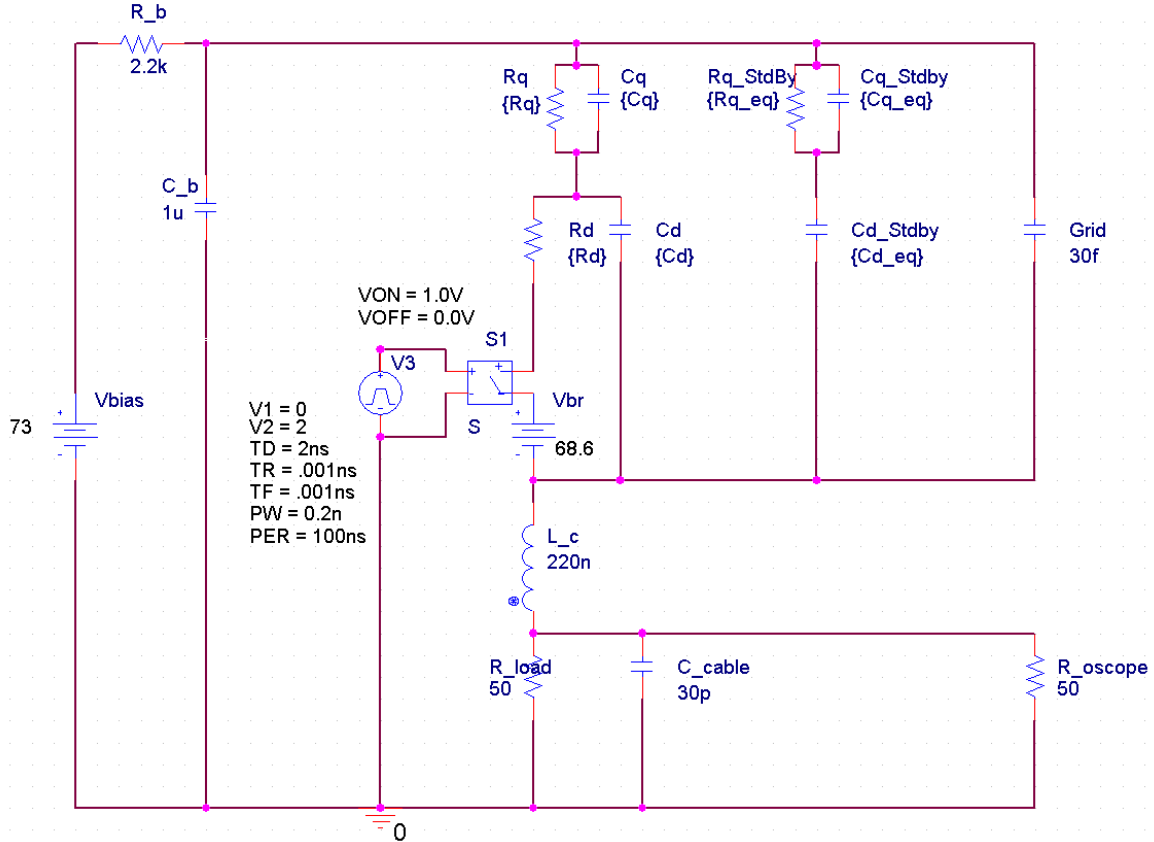 R_b
2.2k
C_b
1u
Vbias
73
Rq
{Rq}
Cq
{Cq}
Rq_StdBy
{Rq_eq}
Cq_Stdby
{Cq_eq}
Rd
{Rd}
Cd
{Cd}
Cd_Stdby
{Cd_eq}
Grid
30f
VON = 1.0V
VOFF = 0.0V
S1
V3
S
Vbr
68.6
V1 = 0
V2 = 2
TD = 2ns
TR = .001ns
TF = .001ns
PW = 0.2n
PER = 100ns
L_c
220n
R_load
50
C_cable
30p
R_oscope
50
0